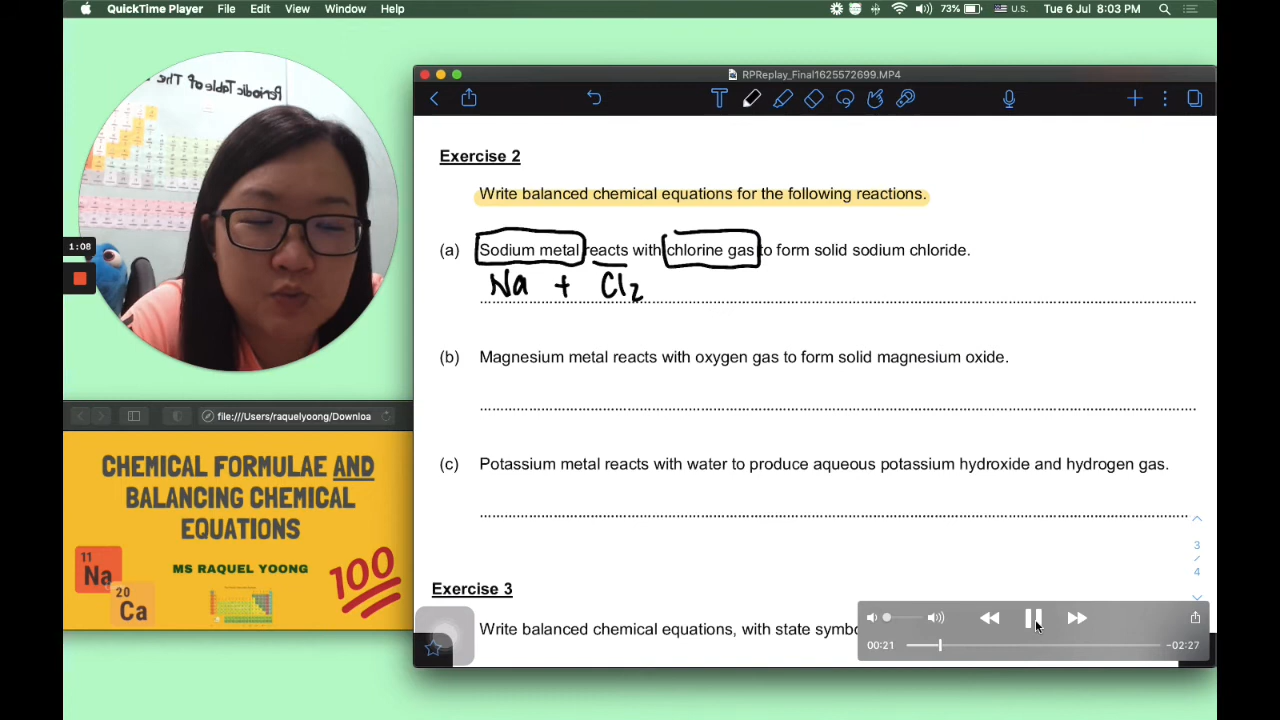 QuickTime Player File Edit View Window Help 73% U.S. Tue 6 Jul 8:03 PM
Periodic Table of The
1:08
RPReplay_Final1625572699.MP4
Exercise 2
Write balanced chemical equations for the following reactions.
(a) Sodium metal reacts with chlorine gas to form solid sodium chloride.
Na + Cl2
(b) Magnesium metal reacts with oxygen gas to form solid magnesium oxide.
(c) Potassium metal reacts with water to produce aqueous potassium hydroxide and hydrogen gas.
3
/
4
Exercise 3
Write balanced chemical equations, with state symbo
00:21 -02:27
file:///Users/raquelyoong/Downloa
CHEMICAL FORMULAE AND
BALANCING CHEMICAL
EQUATIONS
MS RAQUEL YOONG
11
Na
20
Ca
100